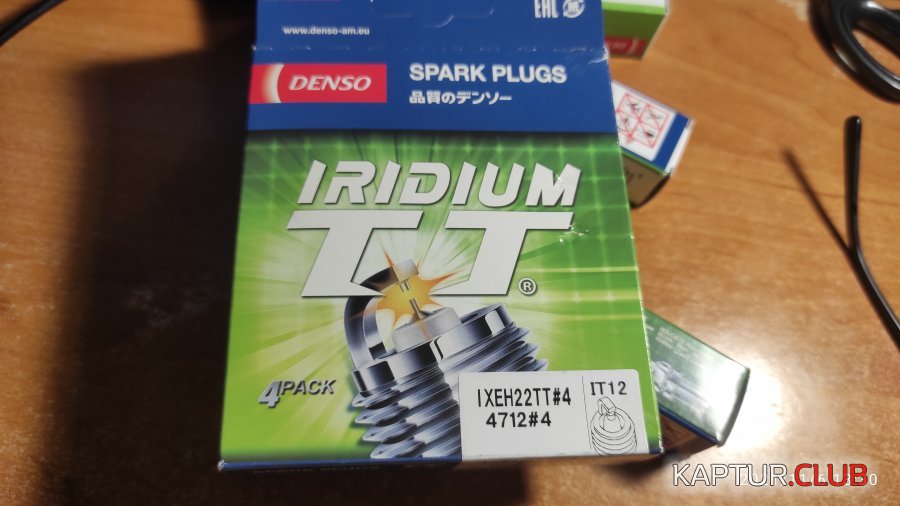 www.denso-am.eu
EAC
DENSO
SPARK PLUGS
品質のデンソー
IRIDIUM
TT®
4PACK
IXEH22TT#4
4712#4
IT12
KAPTUR.CLUB